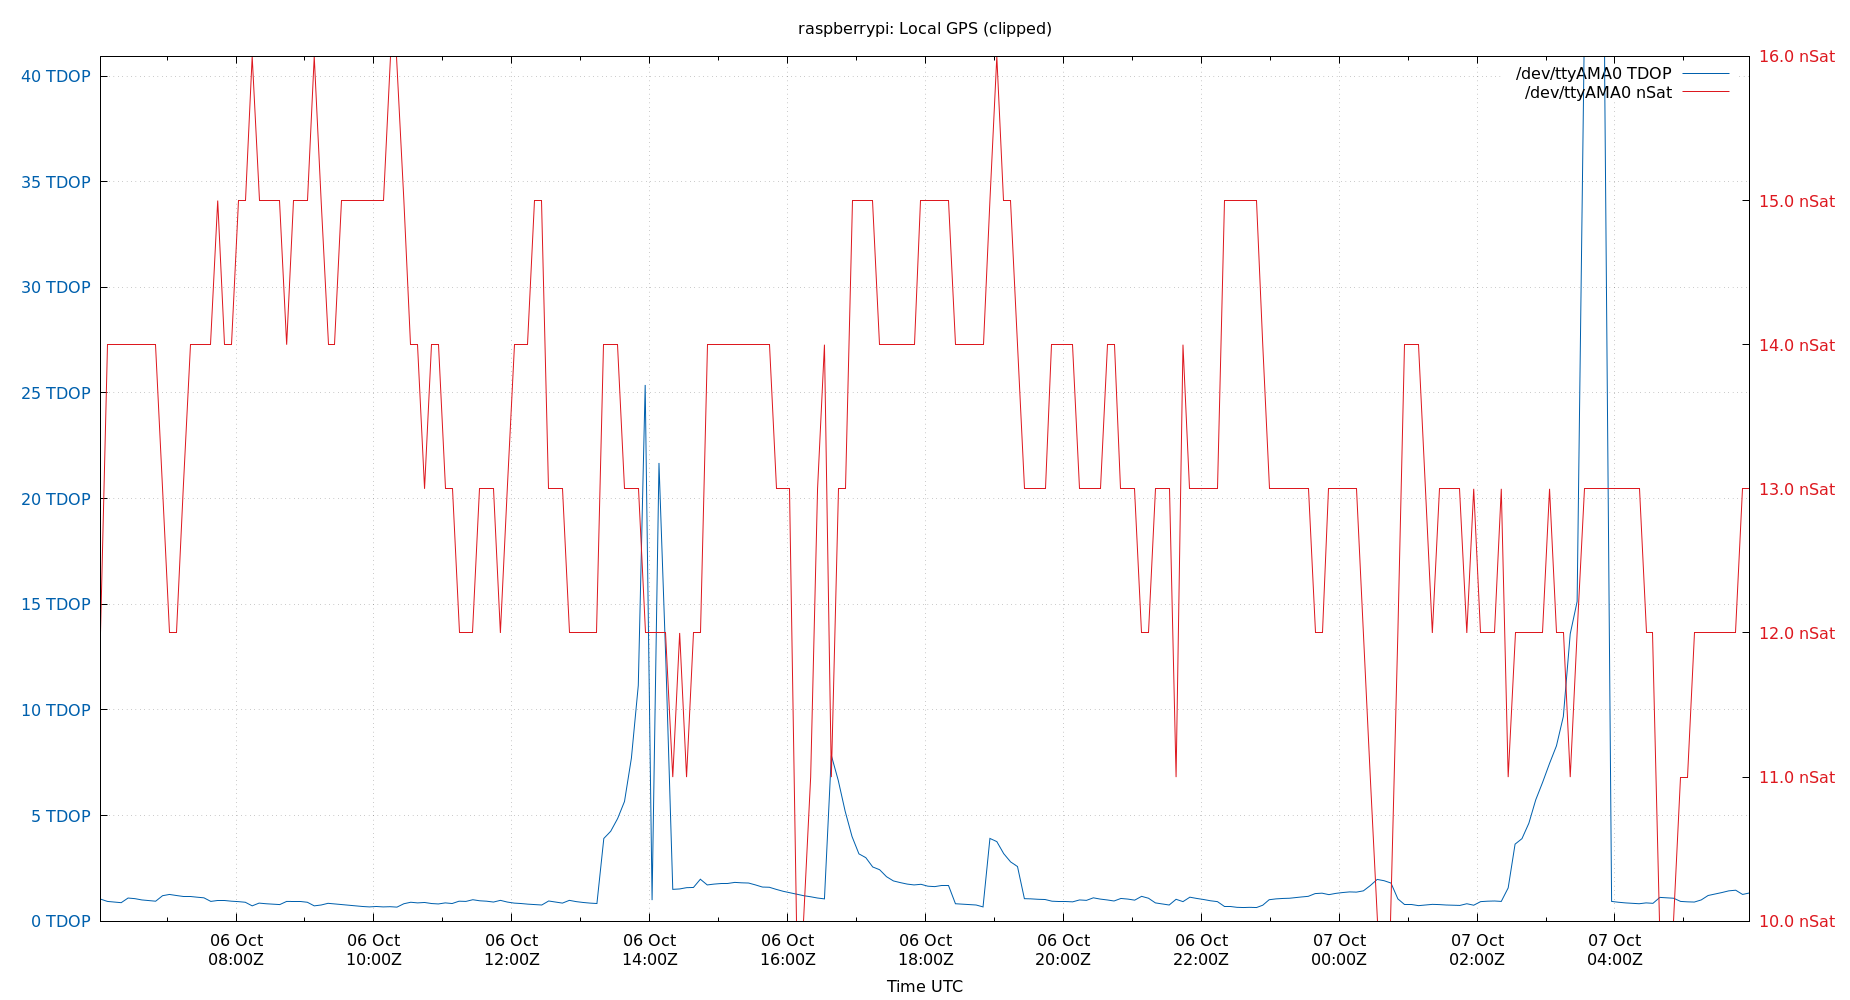 raspberrypi: Local GPS (clipped)
40 TDOP
35 TDOP
30 TDOP
25 TDOP
20 TDOP
15 TDOP
10 TDOP
5 TDOP
0 TDOP
/dev/ttyAMA0 TDOP
/dev/ttyAMA0 nSat
16.0 nSat
15.0 nSat
14.0 nSat
13.0 nSat
12.0 nSat
11.0 nSat
10.0 nSat
06 Oct 06 Oct 06 Oct 06 Oct 06 Oct 06 Oct 06 Oct 06 Oct 07 Oct 07 Oct 07 Oct
08:00Z 10:00Z 12:00Z 14:00Z 16:00Z 18:00Z 20:00Z 22:00Z 00:00Z 02:00Z 04:00Z
Time UTC